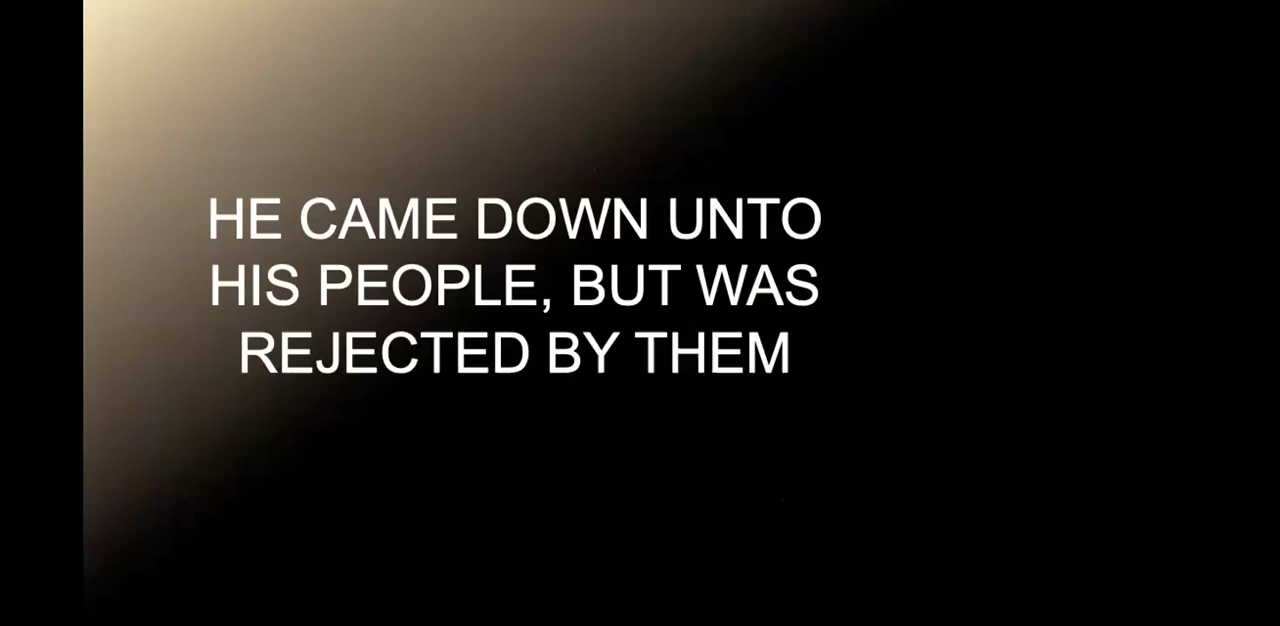 HE CAME DOWN UNTO
HIS PEOPLE, BUT WAS
REJECTED BY THEM